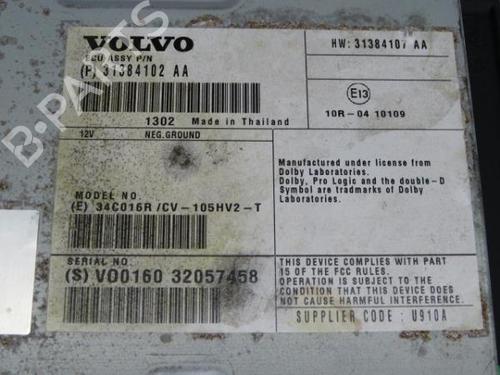 B-PARTS
VOLVO
ECU ASSY P/N
(P) 31384102 AA
HW: 31384107 AA
E13
10R-04 10109
1302 Made in Thailand
12V NEG.GROUND
Manufactured under license from
Dolby Laboratories.
Dolby, Pro Logic and the double-D
Symbol are trademarks of Dolby
Laboratories.
MODEL NO.
(E) 34C016R/CV-105HV2-T
SERIAL NO.
(S) V00160 32057458
THIS DEVICE COMPLIES WITH PART
15 OF THE FCC RULES.
OPERATION IS SUBJECT TO THE
CONDITION THAT THIS DEVICE DOES
NOT CAUSE HARMFUL INTERFERENCE.
SUPPLIER CODE: U910A